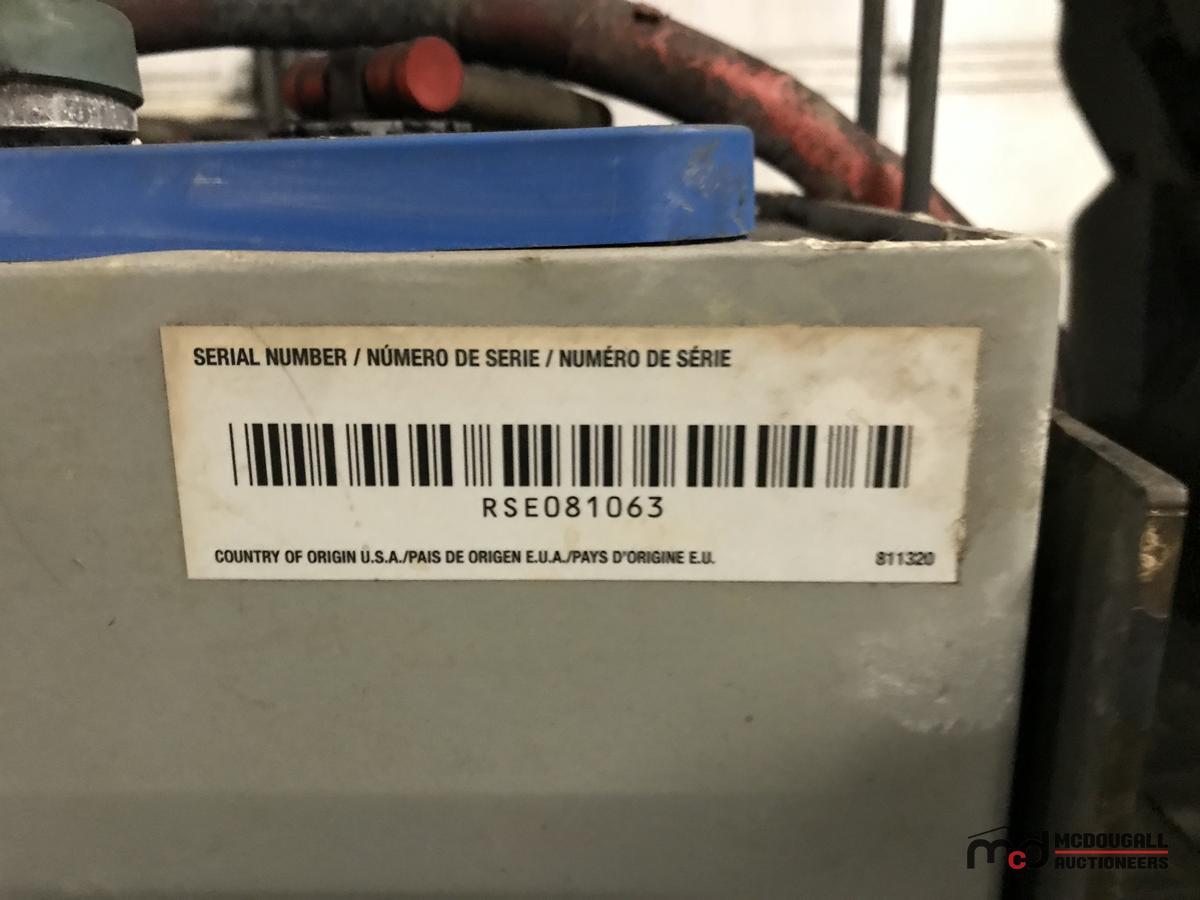 SERIAL NUMBER / NÚMERO DE SERIE / NUMÉRO DE SÉRIE
RSE081063
COUNTRY OF ORIGIN U.S.A./PAIS DE ORIGEN E.U.A./PAYS D'ORIGINE E.U. 811320
mcd MCDOUGALL
AUCTIONEERS